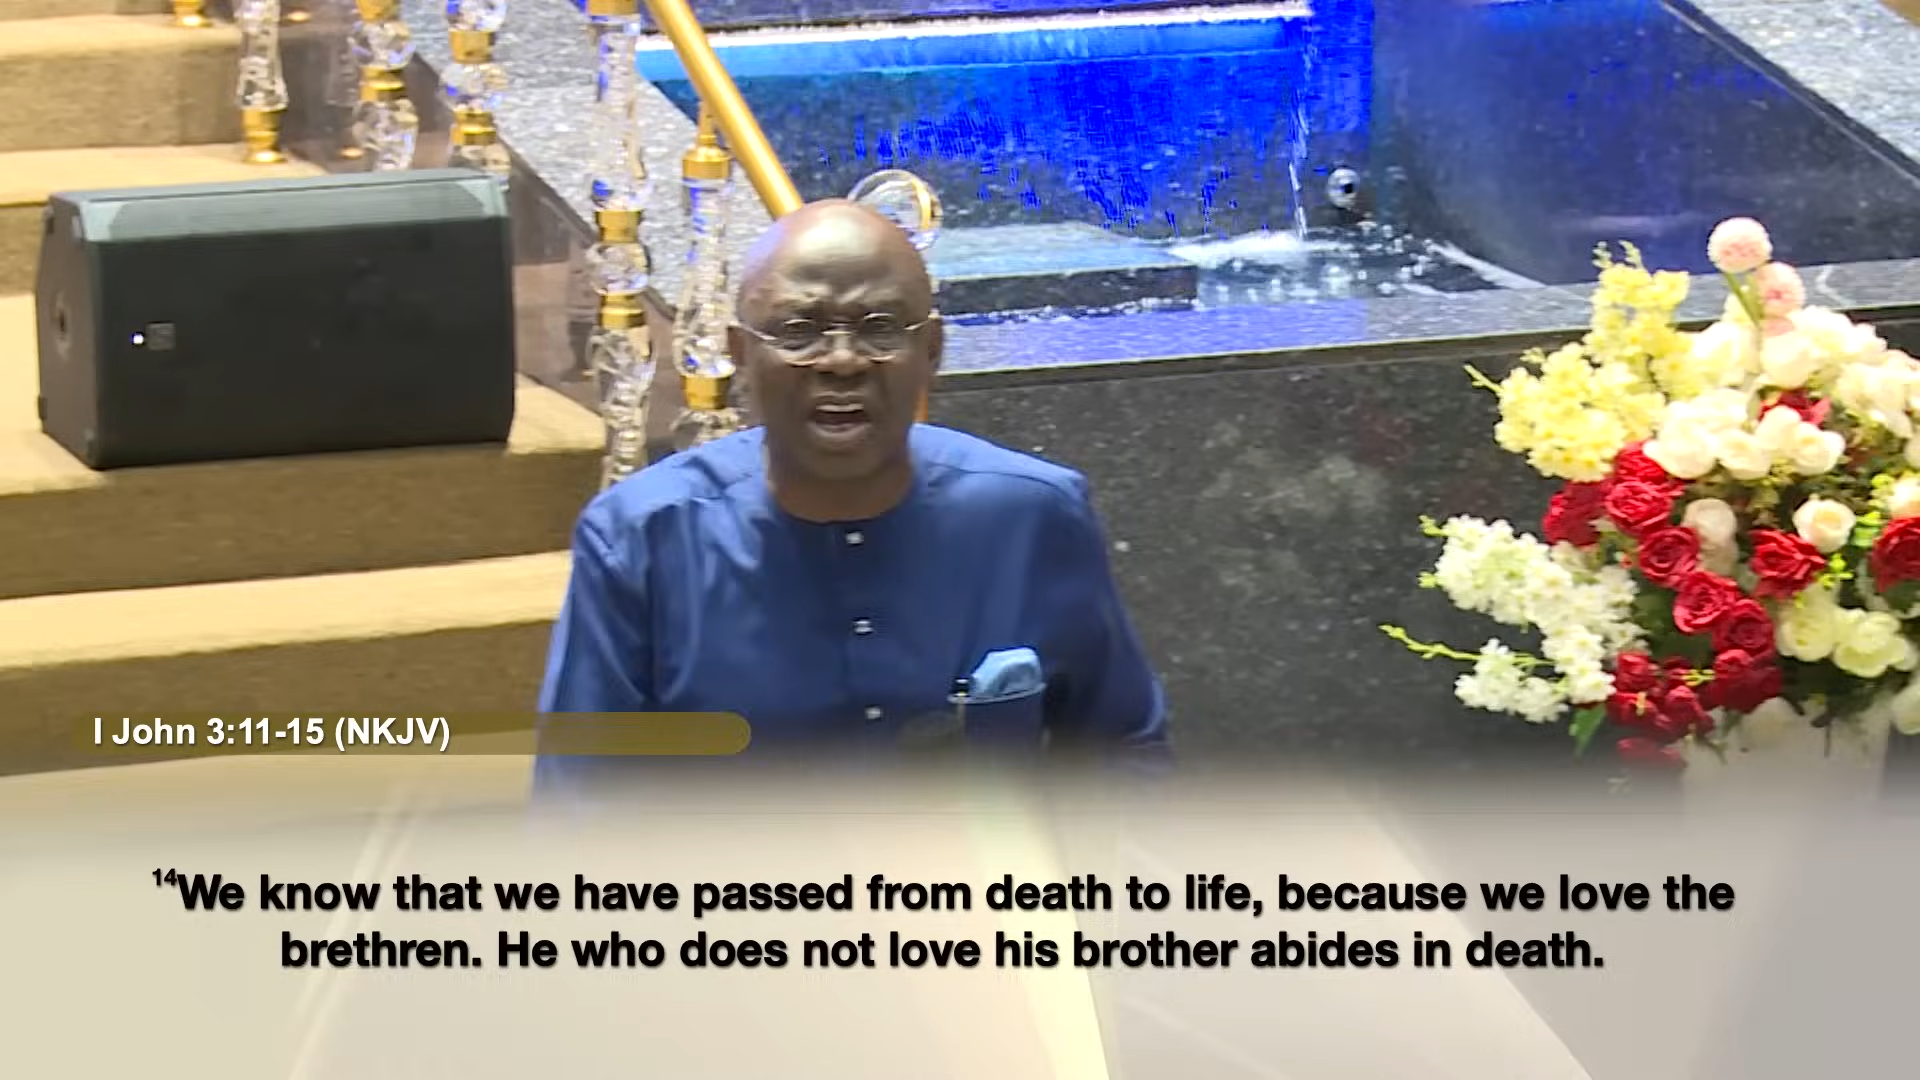 I John 3:11-15 (NKJV)
14We know that we have passed from death to life, because we love the
brethren. He who does not love his brother abides in death.